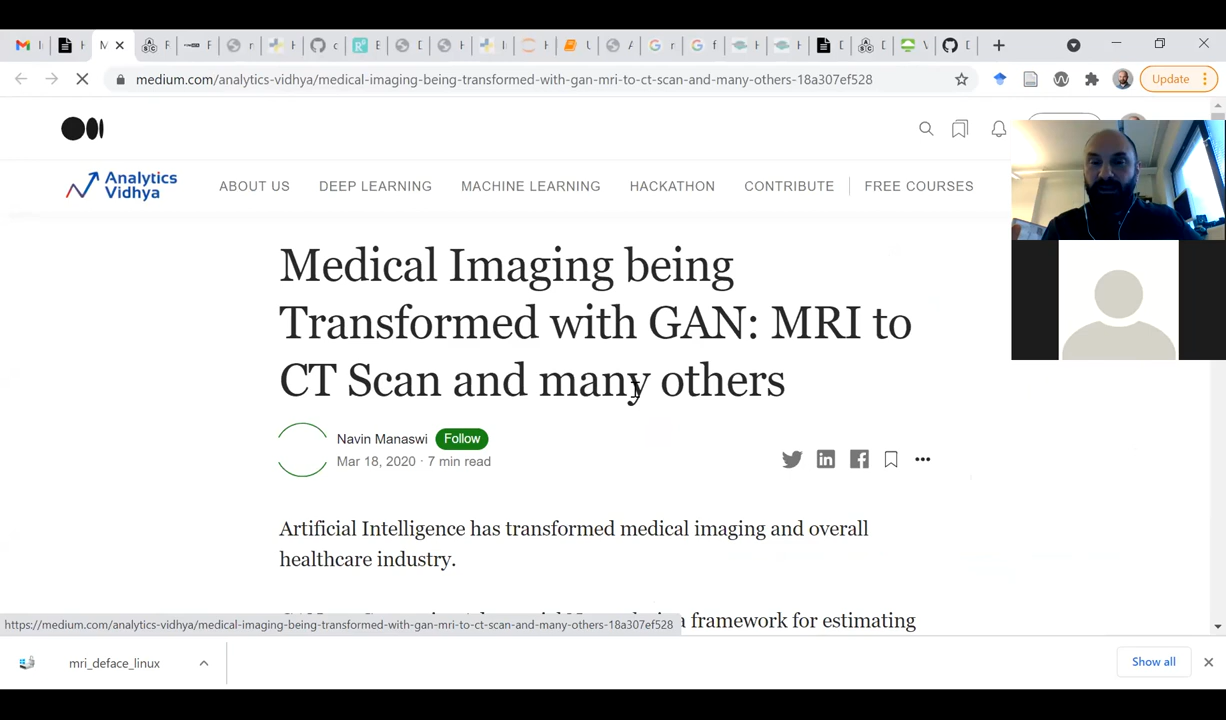 medium.com/analytics-vidhya/medical-imaging-being-transformed-with-gan-mri-to-ct-scan-and-many-others-18a307ef528
Update
Analytics
Vidhya
ABOUT US
DEEP LEARNING
MACHINE LEARNING
HACKATHON
CONTRIBUTE
FREE COURSES
Medical Imaging being
Transformed with GAN: MRI to
CT Scan and many others
Navin Manaswi
Follow
Mar 18, 2020 · 7 min read
Artificial Intelligence has transformed medical imaging and overall
healthcare industry.
a framework for estimating
https://medium.com/analytics-vidhya/medical-imaging-being-transformed-with-gan-mri-to-ct-scan-and-many-others-18a307ef528
mri_deface_linux
Show all